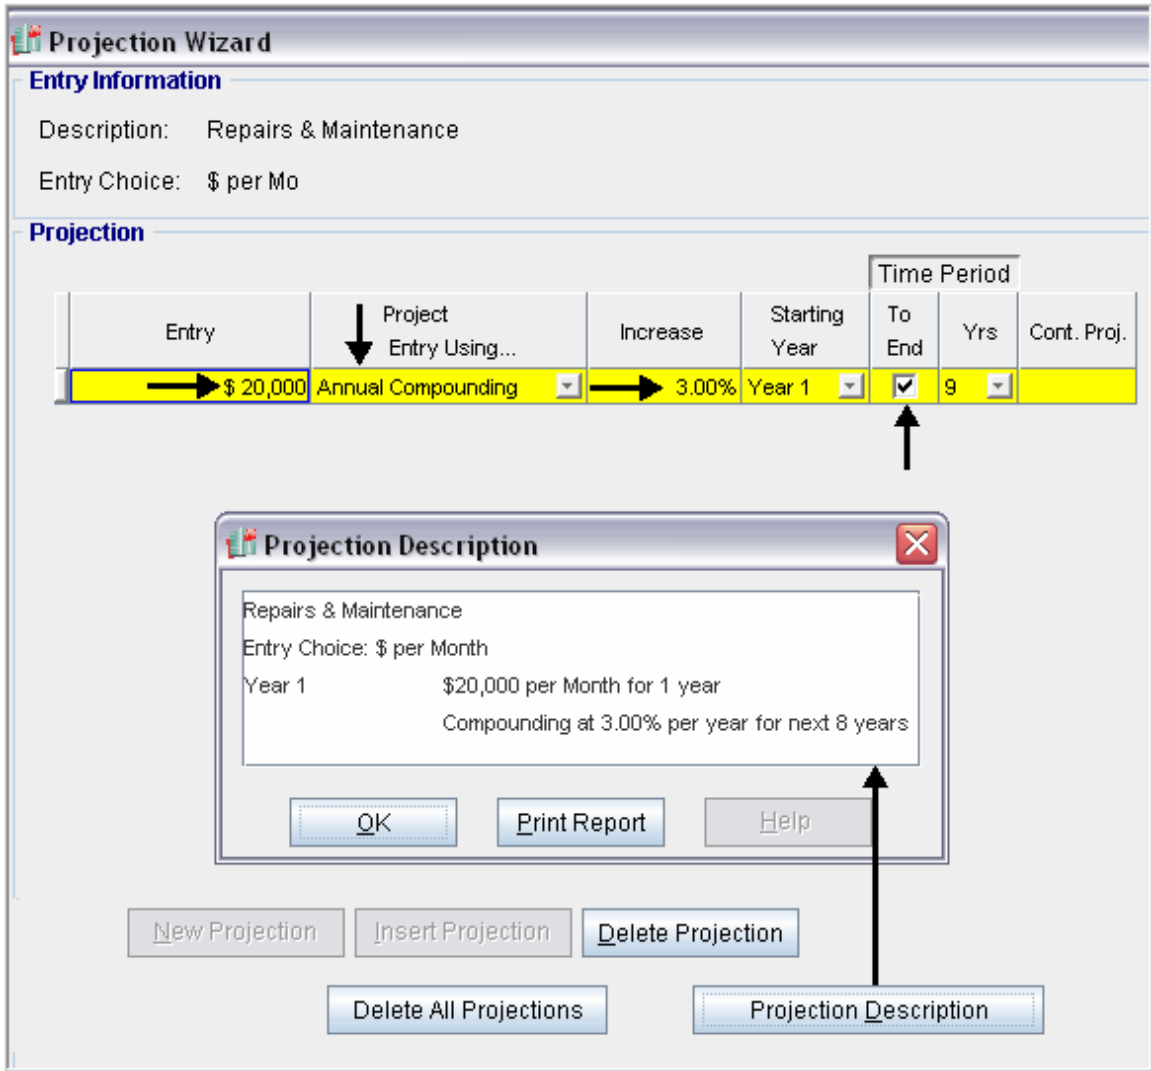 Projection Wizard
Entry Information
Description: Repairs & Maintenance
Entry Choice: $ per Mo
Projection
Time Period
Entry Project Entry Using... Increase Starting Year To End Yrs Cont. Proj.
$ 20,000 Annual Compounding 3.00% Year 1 9
Projection Description
Repairs & Maintenance
Entry Choice: $ per Month
Year 1 $20,000 per Month for 1 year
Compounding at 3.00% per year for next 8 years
OK Print Report Help
New Projection Insert Projection Delete Projection
Delete All Projections Projection Description